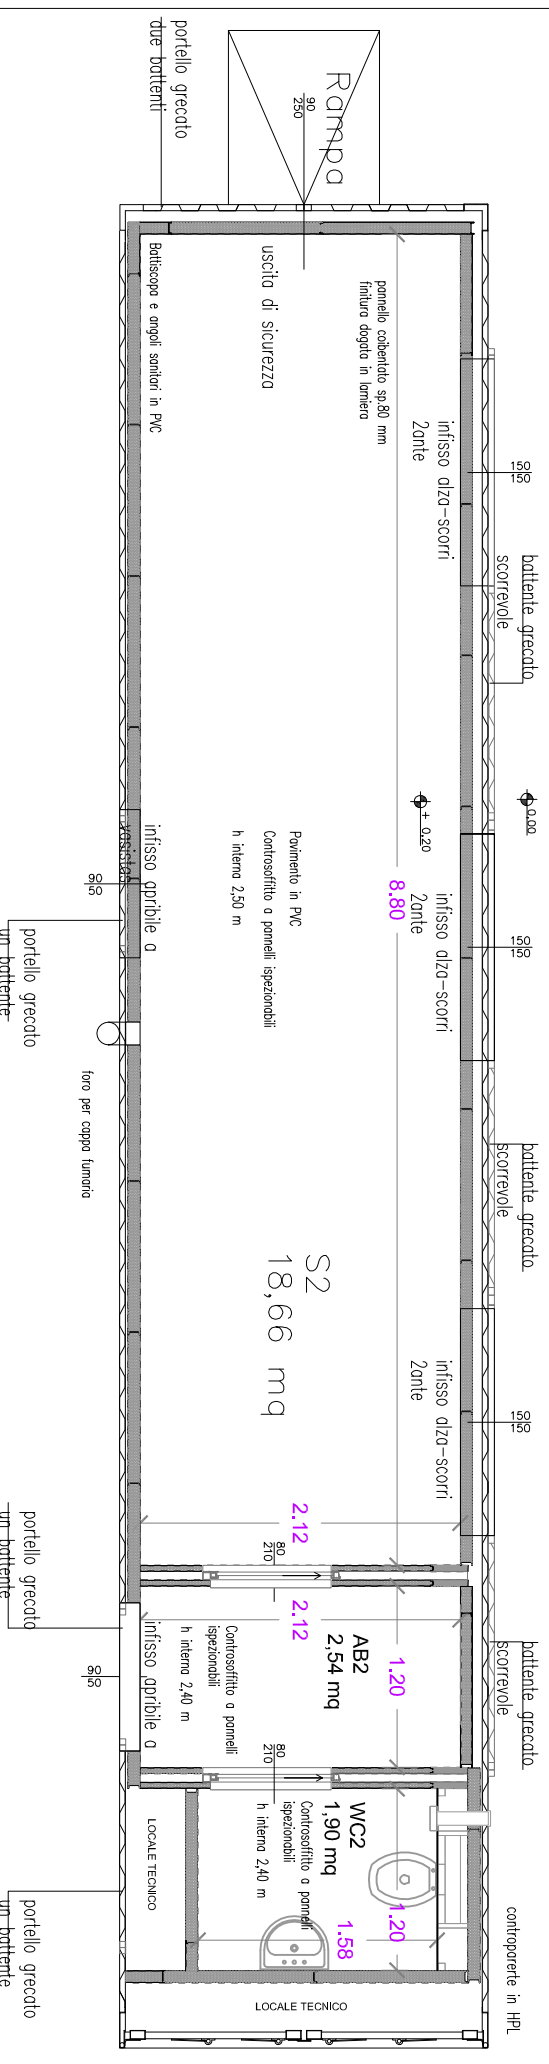 portello grecato
due battenti
Rampa
90
250
uscita di sicurezza
Battiscopa e angoli sanitari in PVC
pannello coibentato sp.80 mm
finitura dogata in lamiera
infisso alza-scorri
2ante
150
150
battente grecato
scorrevole
0.00
+ 0.20
8.80
infisso alza-scorri
2ante
150
150
Pavimento in PVC
Controsoffitto a pannelli ispezionabili
h interna 2,50 m
infisso apribile a
vasistas
90
50
portello grecato
un battente
foro per cappa fumaria
battente grecato
scorrevole
S2
18,66 mq
infisso alza-scorri
2ante
150
150
2.12
80
210
portello grecato
un battente
2.12
AB2
2,54 mq
1.20
Controsoffitto a pannelli
ispezionabili
h interna 2,40 m
infisso apribile a
90
50
battente grecato
scorrevole
80
210
WC2
1,90 mq
Controsoffitto a pannelli
ispezionabili
h interna 2,40 m
1.20
1.58
LOCALE TECNICO
portello grecato
un battente
controparerte in HPL
LOCALE TECNICO